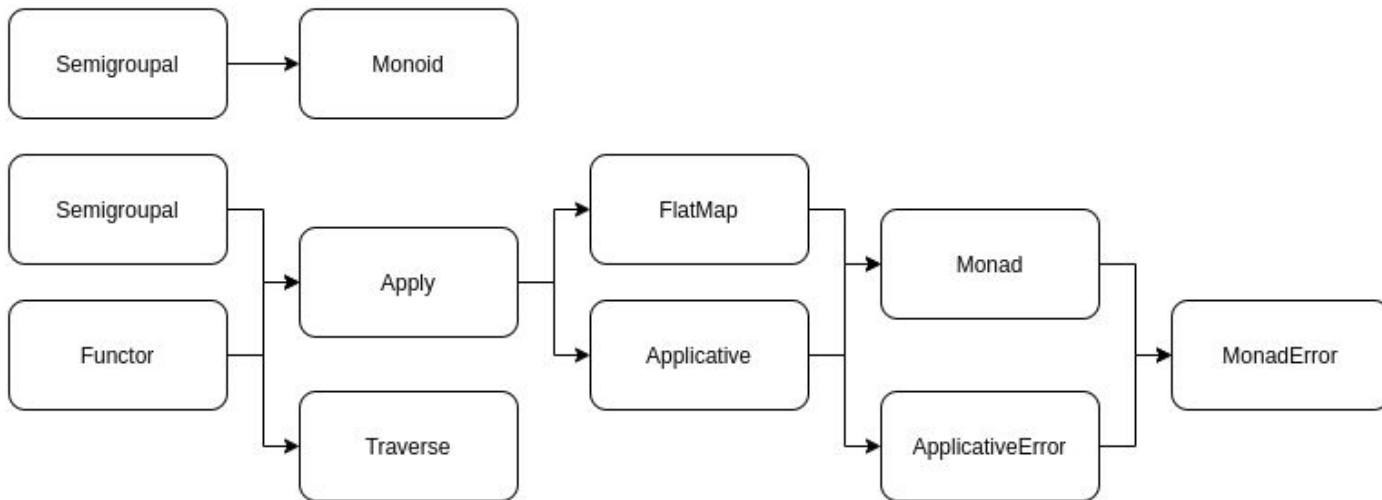 Semigroupal
Monoid
Semigroupal
FlatMap
Monad
Apply
Functor
Applicative
MonadError
Traverse
ApplicativeError